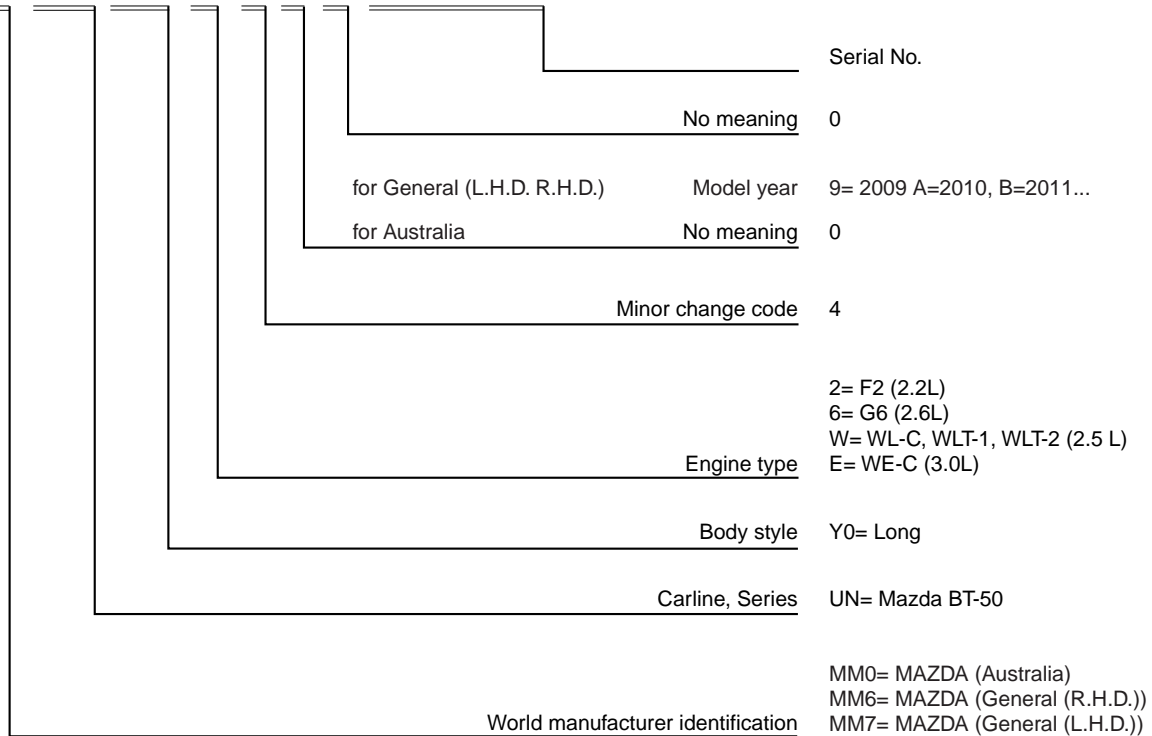 Serial No.
No meaning 0
for General (L.H.D. R.H.D.) Model year 9= 2009 A=2010, B=2011...
for Australia No meaning 0
Minor change code 4
2= F2 (2.2L)
6= G6 (2.6L)
W= WL-C, WLT-1, WLT-2 (2.5 L)
Engine type E= WE-C (3.0L)
Body style Y0= Long
Carline, Series UN= Mazda BT-50
MM0= MAZDA (Australia)
MM6= MAZDA (General (R.H.D.))
World manufacturer identification MM7= MAZDA (General (L.H.D.))